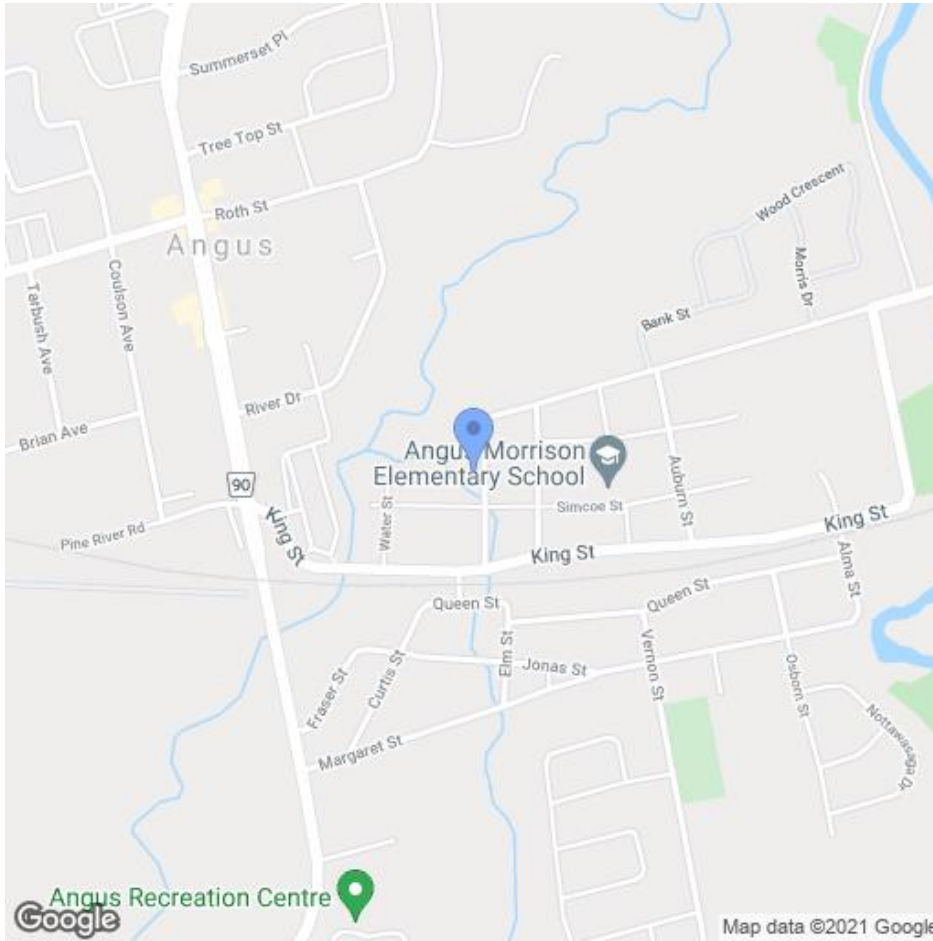 Summerset Pl
Tree Top St
Roth St
Angus
Wood Crescent
Morris Dr
Bank St
Coulson Ave
Tarbush Ave
River Dr
Brian Ave
Angus Morrison
Elementary School
Auburn St
90
Simcoe St
Water St
King St
King St
King St
Pine River Rd
Alma St
Queen St
Queen St
Elm St
Vernon St
Jonas St
Osborn St
Curtis St
Fraser St
Margaret St
Nottawasaga Dr
Angus Recreation Centre
Google
Map data ©2021 Google